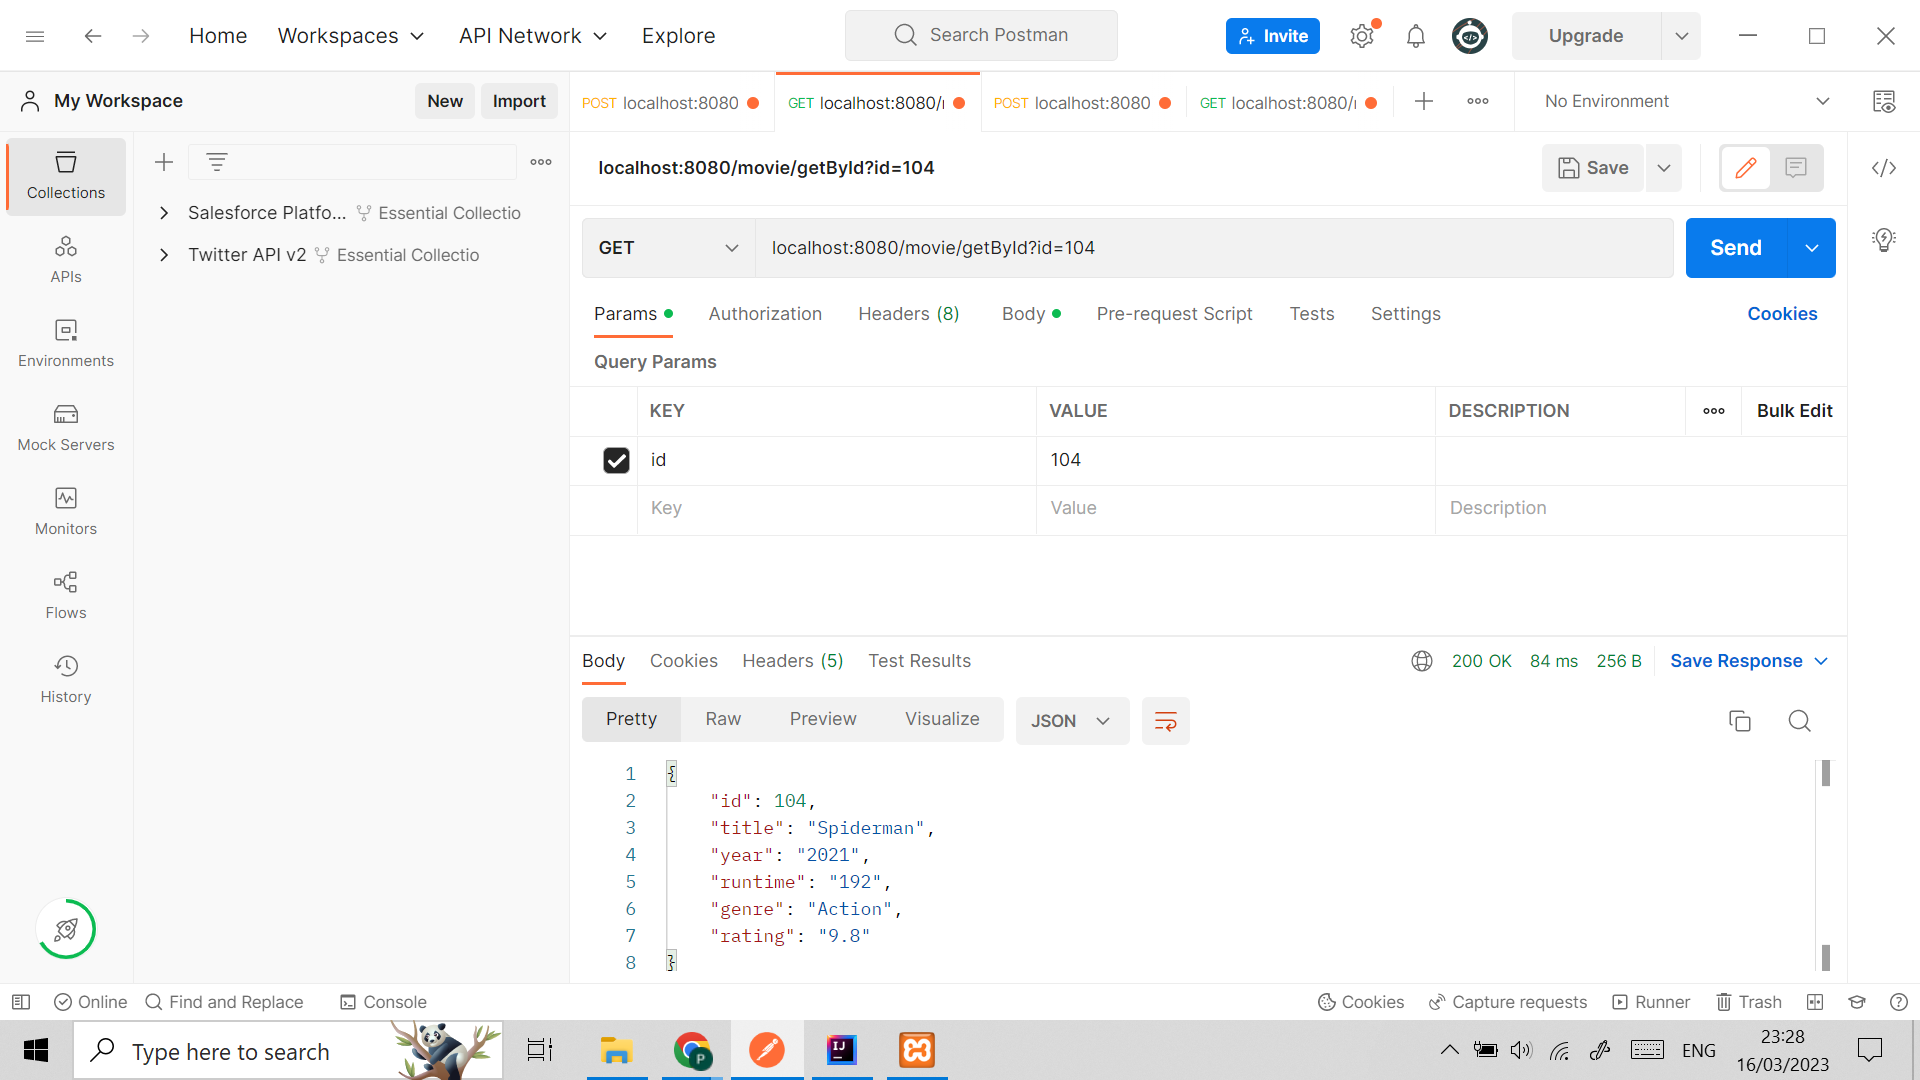 Home
Workspaces
API Network
Explore
Search Postman
Invite
Upgrade
My Workspace
New
Import
POST localhost:8080
GET localhost:8080/
POST localhost:8080
GET localhost:8080/
No Environment
Collections
APIs
Environments
Mock Servers
Monitors
Flows
History
Salesforce Platfo... Essential Collectio
Twitter API v2 Essential Collectio
localhost:8080/movie/getById?id=104
Save
GET
localhost:8080/movie/getById?id=104
Send
Params
Authorization
Headers (8)
Body
Pre-request Script
Tests
Settings
Cookies
Query Params
KEY
VALUE
DESCRIPTION
Bulk Edit
id
104
Key
Value
Description
Body
Cookies
Headers (5)
Test Results
200 OK
84 ms
256 B
Save Response
Pretty
Raw
Preview
Visualize
JSON
1 {
2 "id": 104,
3 "title": "Spiderman",
4 "year": "2021",
5 "runtime": "192",
6 "genre": "Action",
7 "rating": "9.8"
8 }
Online
Find and Replace
Console
Cookies
Capture requests
Runner
Trash
Type here to search
P
IJ
ENG
23:28
16/03/2023